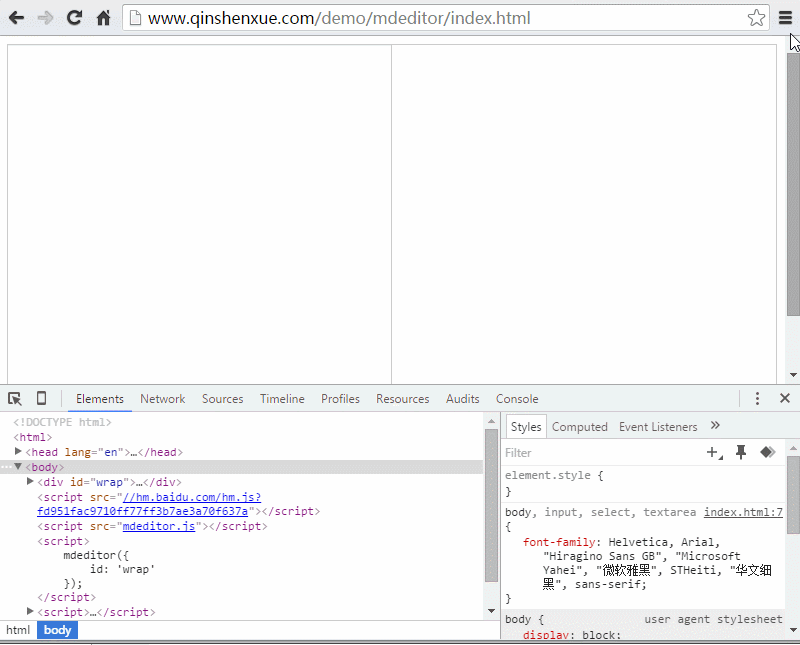 www.qinshenxue.com/demo/mdeditor/index.html
Elements Network Sources Timeline Profiles Resources Audits Console
<!DOCTYPE html>
<html>
<head lang="en">…</head>
<body>
<div id="wrap">…</div>
<script src="//hm.baidu.com/hm.js?
fd951fac9710ff77ff3b7ae3a70f637a"></script>
<script src="mdeditor.js"></script>
<script>
mdeditor({
id: 'wrap'
});
</script>
<script>…</script>
html body
Styles Computed Event Listeners »
Filter
element.style {
}
body, input, select, textarea index.html:7
{
font-family: Helvetica, Arial,
"Hiragino Sans GB", "Microsoft
Yahei", "微软雅黑", STHeiti, "华文细
黑", sans-serif;
}
body { user agent stylesheet
display: block;